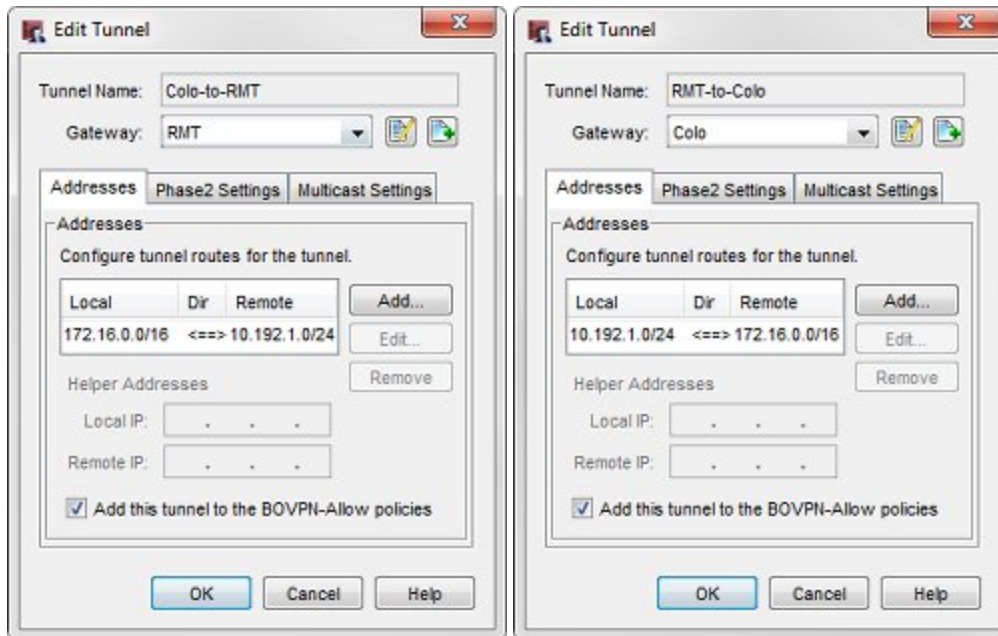 Edit Tunnel
Tunnel Name: Colo-to-RMT
Gateway: RMT
Addresses Phase2 Settings Multicast Settings
Addresses
Configure tunnel routes for the tunnel.
Local Dir Remote
172.16.0.0/16 <==> 10.192.1.0/24
Add...
Edit...
Remove
Helper Addresses
Local IP: . . .
Remote IP: . . .
Add this tunnel to the BOVPN-Allow policies
OK Cancel Help
Edit Tunnel
Tunnel Name: RMT-to-Colo
Gateway: Colo
Addresses Phase2 Settings Multicast Settings
Addresses
Configure tunnel routes for the tunnel.
Local Dir Remote
10.192.1.0/24 <==> 172.16.0.0/16
Add...
Edit...
Remove
Helper Addresses
Local IP: . . .
Remote IP: . . .
Add this tunnel to the BOVPN-Allow policies
OK Cancel Help